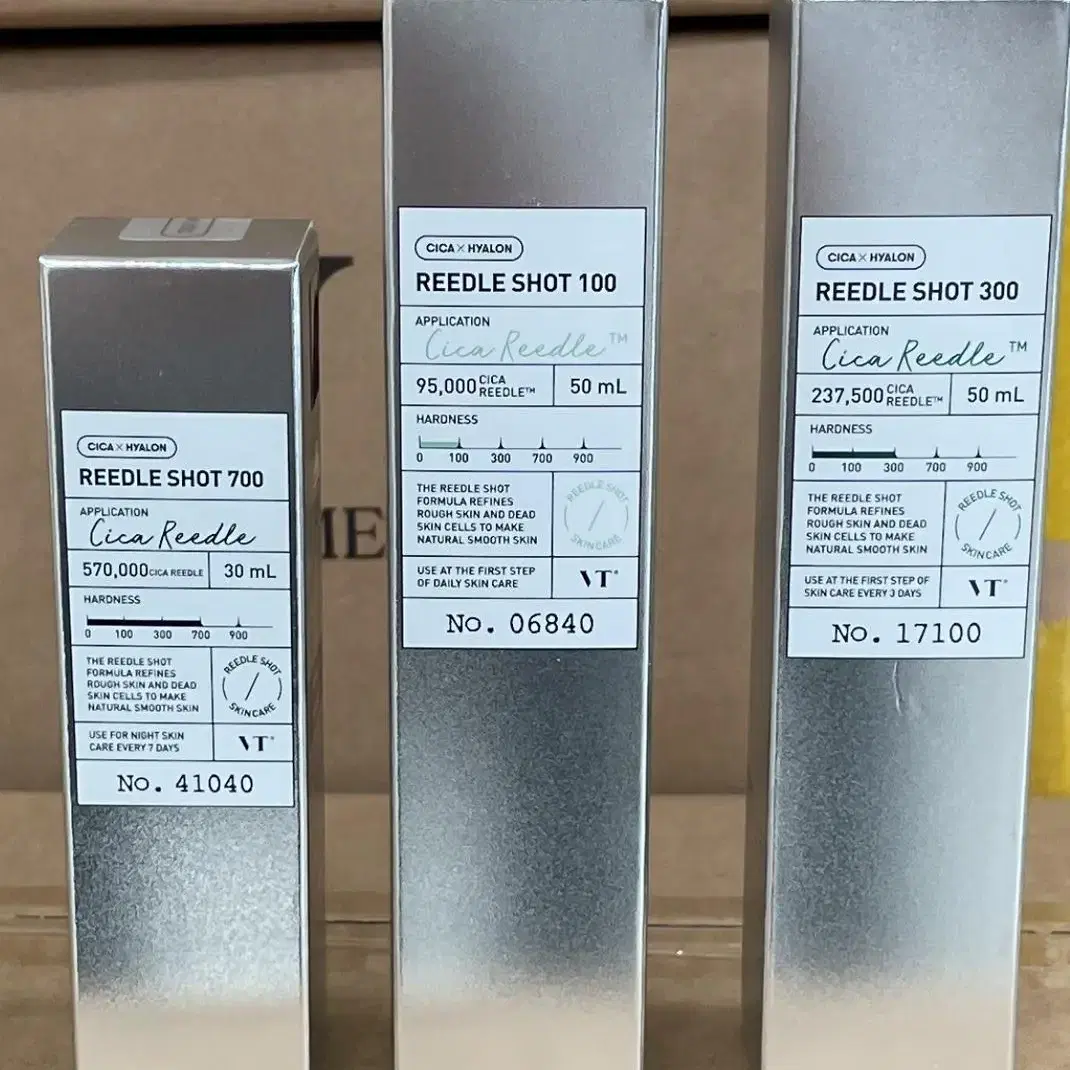 CICA×HYALON
REEDLE SHOT 700
APPLICATION
Cica Reedle
570,000 CICA REEDLE
30 mL
HARDNESS
0 100 300 700 900
THE REEDLE SHOT
FORMULA REFINES
ROUGH SKIN AND DEAD
SKIN CELLS TO MAKE
NATURAL SMOOTH SKIN
REEDLE SHOT
SKINCARE
USE FOR NIGHT SKIN
CARE EVERY 7 DAYS
VT
No. 41040
CICA×HYALON
REEDLE SHOT 100
APPLICATION
Cica Reedle™
95,000 CICA REEDLE™
50 mL
HARDNESS
0 100 300 700 900
THE REEDLE SHOT
FORMULA REFINES
ROUGH SKIN AND DEAD
SKIN CELLS TO MAKE
NATURAL SMOOTH SKIN
REEDLE SHOT
SKINCARE
USE AT THE FIRST STEP
OF DAILY SKIN CARE
VT®
No. 06840
CICA×HYALON
REEDLE SHOT 300
APPLICATION
Cica Reedle™
237,500 CICA REEDLE™
50 mL
HARDNESS
0 100 300 700 900
THE REEDLE SHOT
FORMULA REFINES
ROUGH SKIN AND DEAD
SKIN CELLS TO MAKE
NATURAL SMOOTH SKIN
REEDLE SHOT
SKINCARE
USE AT THE FIRST STEP OF
SKIN CARE EVERY 3 DAYS
VT®
No. 17100